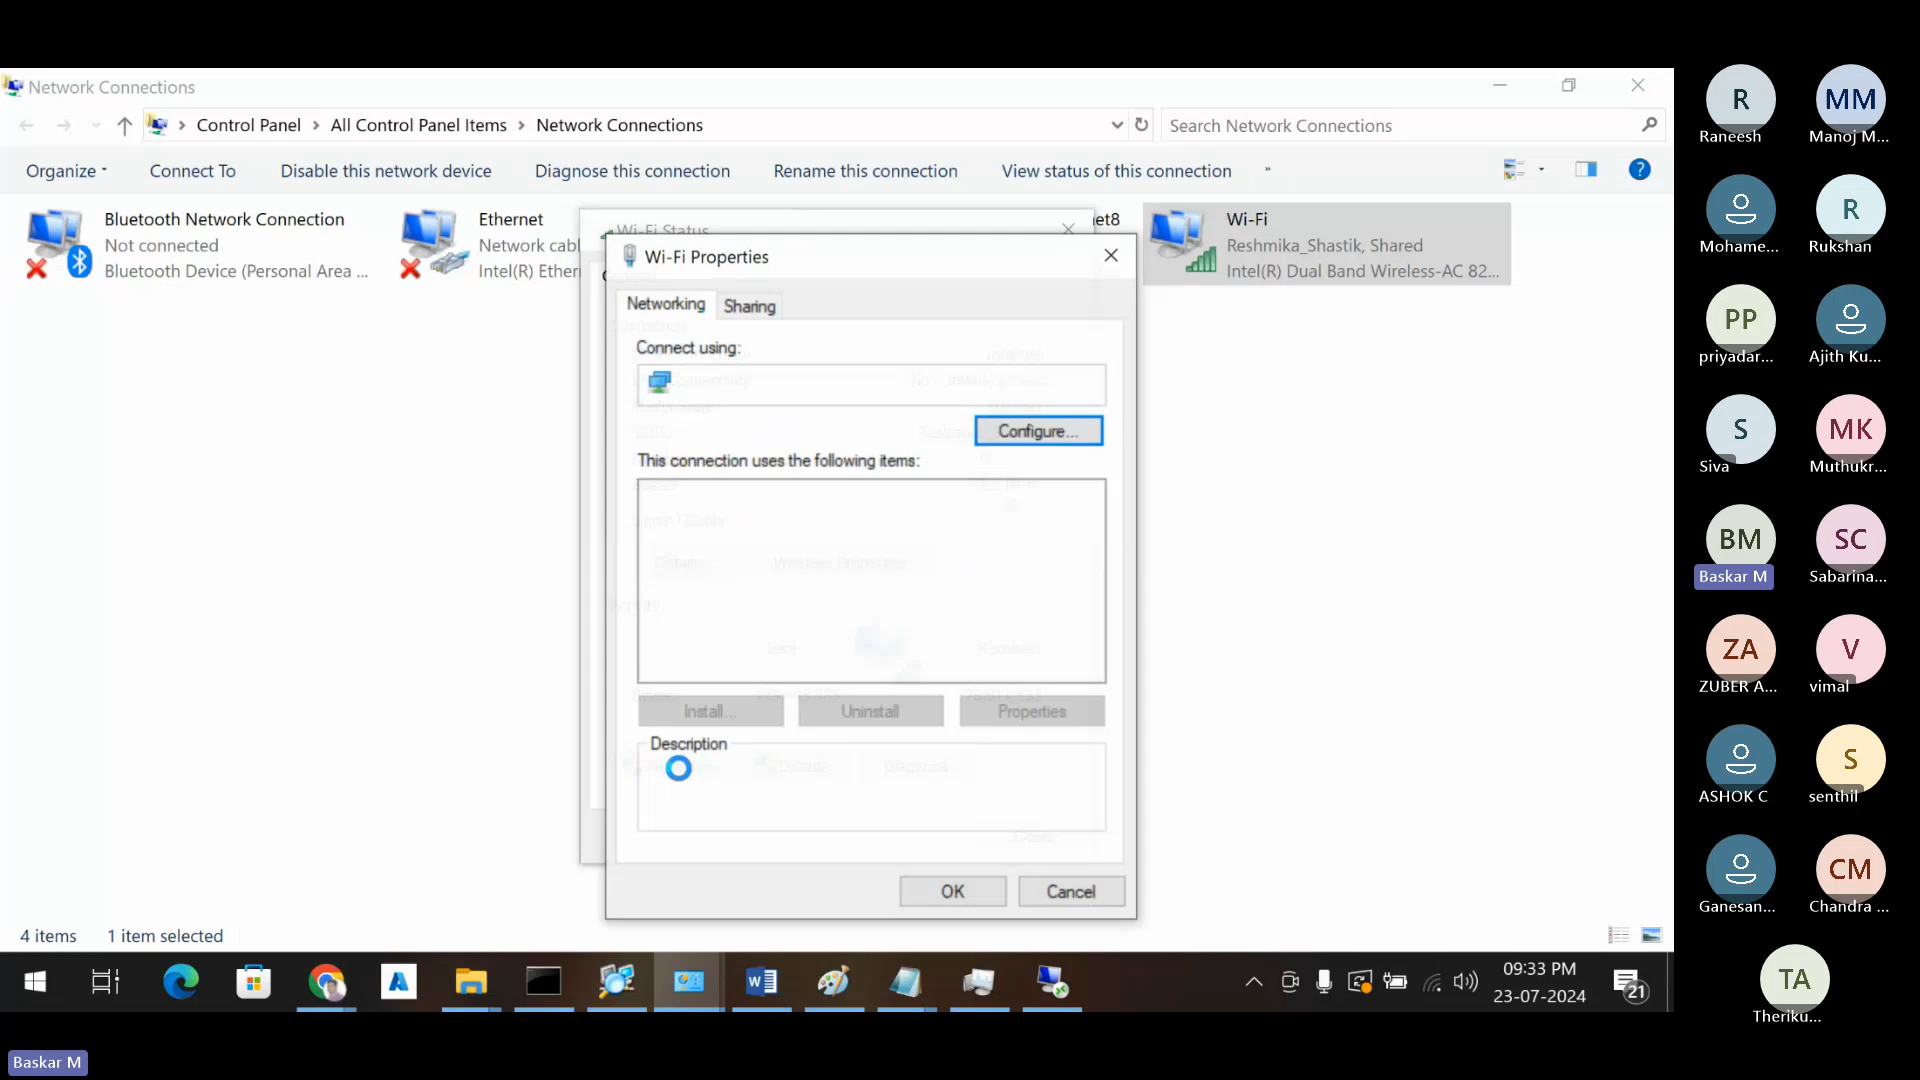 Network Connections
Control Panel
All Control Panel Items
Network Connections
Search Network Connections
Organize
Connect To
Disable this network device
Diagnose this connection
Rename this connection
View status of this connection
»
Bluetooth Network Connection
Not connected
Bluetooth Device (Personal Area ...
Ethernet
Network cabl
Intel(R) Ether
Wi-Fi Status
et8
Wi-Fi
Reshmika_Shastik, Shared
Intel(R) Dual Band Wireless-AC 82...
Wi-Fi Properties
Networking
Sharing
Connect using:
Configure...
This connection uses the following items:
Install...
Uninstall
Properties
Description
OK
Cancel
4 items
1 item selected
09:33 PM
23-07-2024
21
R
Raneesh
MM
Manoj M...
Mohame...
R
Rukshan
PP
priyadar...
Ajith Ku...
S
Siva
MK
Muthukr...
BM
Baskar M
SC
Sabarina...
ZA
ZUBER A...
V
vimal
ASHOK C
S
senthil
Ganesan...
CM
Chandra ...
TA
Theriku...
Baskar M